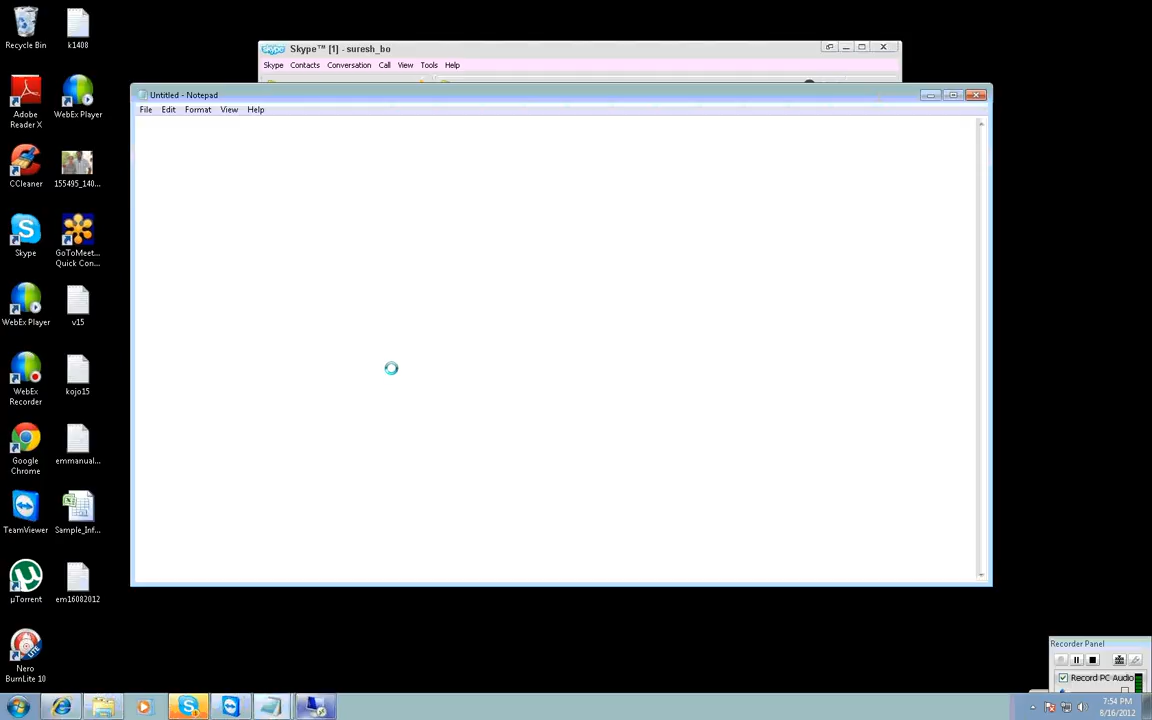 Recycle Bin
k1408
Adobe Reader X
WebEx Player
CCleaner
155495_140...
Skype
GoToMeet... Quick Con...
WebEx Player
v15
WebEx Recorder
kojo15
Google Chrome
emmanual...
TeamViewer
Sample_Inf...
µTorrent
em16082012
Nero BurnLite 10
Skype™ [1] - suresh_bo
Skype Contacts Conversation Call View Tools Help
Untitled - Notepad
File Edit Format View Help
Recorder Panel
Record PC Audio
7:54 PM
8/16/2012